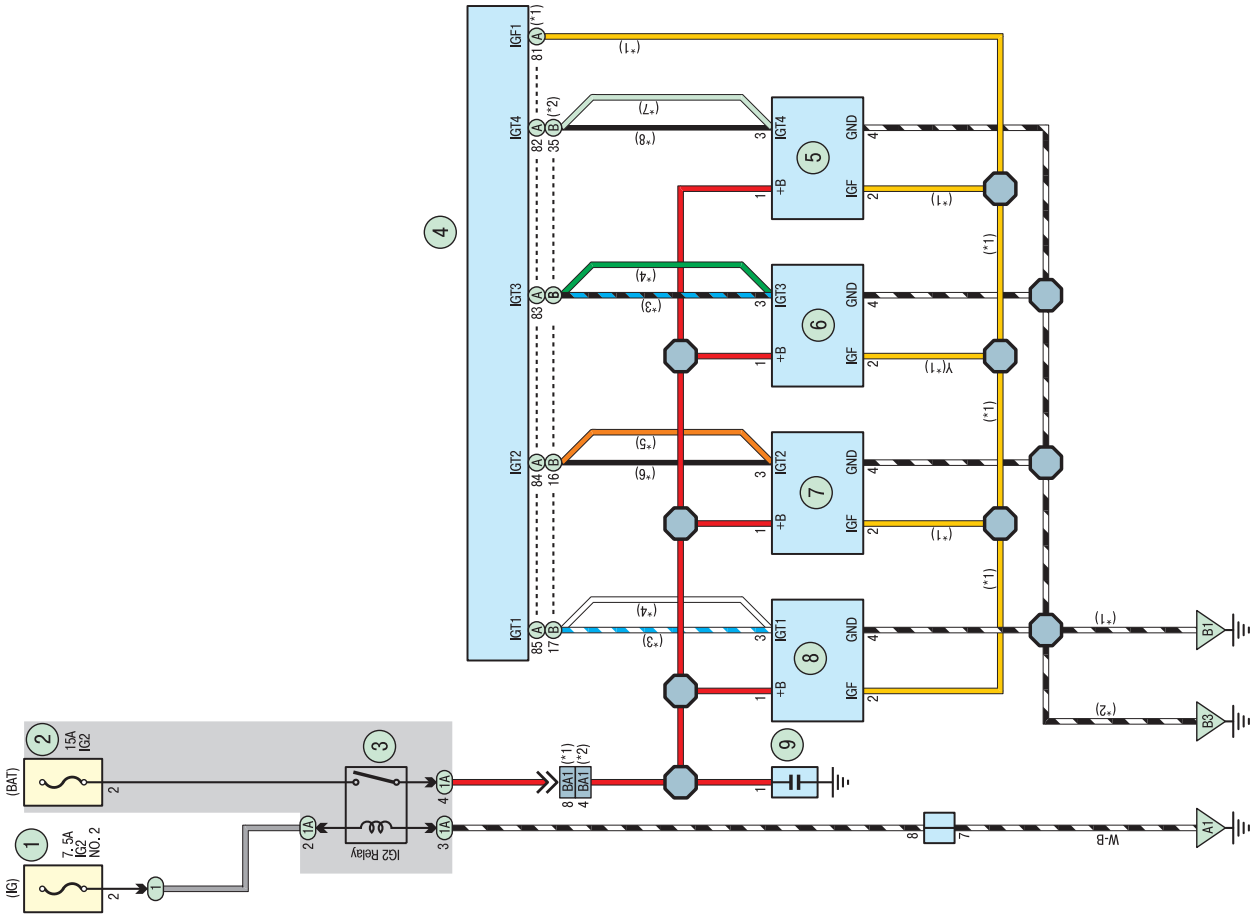 (IG)
7. 5A
IG2
NO. 2
1
2
1
(BAT)
15A
IG2
2
2
3
IG2 Relay
2 1A
3 1A
4 1A
8 BA1 (*1)
4 BA1 (*2)
1
9
8
7
W-B
A1
4
IGT1
IGT2
IGT3
IGT4
IGF1
85 A
84 A
83 A
82 A
81 A (*1)
17 B
16 B
B
35 B (*2)
(*3)
(*4)
(*6)
(*5)
(*3)
(*4)
(*8)
(*7)
(*1)
1 +B
3 IGT1
8
2 IGF
4 GND
1 +B
3 IGT2
7
2 IGF
4 GND
1 +B
3 IGT3
6
2 IGF
4 GND
1 +B
3 IGT4
5
2 IGF
4 GND
(*1)
Y(*1)
(*1)
(*1)
(*1)
(*1)
(*2)
(*1)
B3
B1